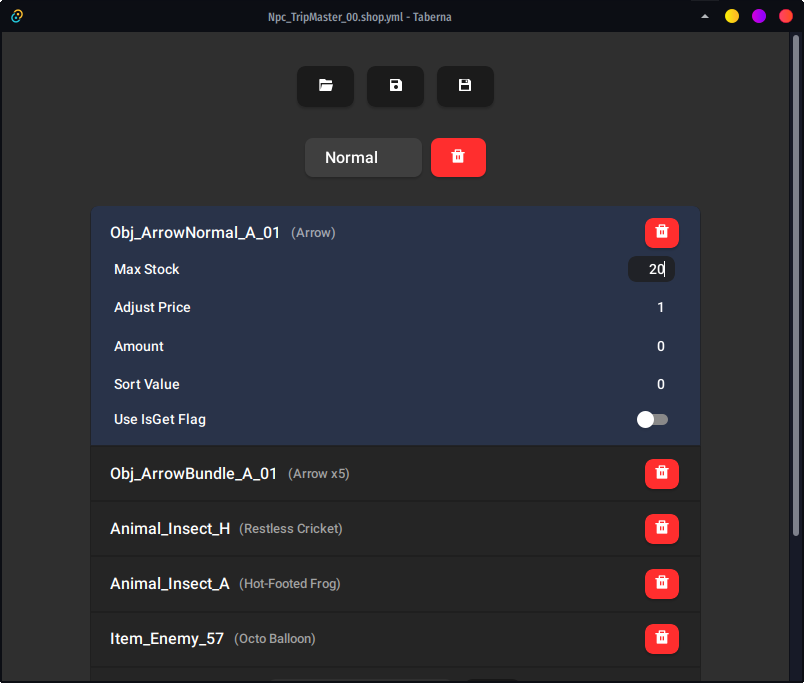 Npc_TripMaster_00.shop.yml - Taberna
Normal
Obj_ArrowNormal_A_01 (Arrow)
Max Stock 20
Adjust Price 1
Amount 0
Sort Value 0
Use IsGet Flag
Obj_ArrowBundle_A_01 (Arrow x5)
Animal_Insect_H (Restless Cricket)
Animal_Insect_A (Hot-Footed Frog)
Item_Enemy_57 (Octo Balloon)